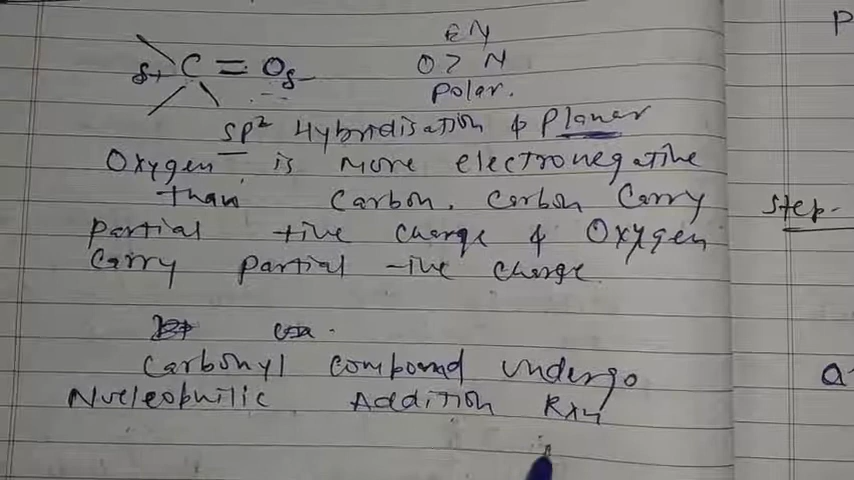 EN
δ+ C = Oδ- O > N
Polar.
SP² Hybridisation & Planer
Oxygen is more electronegative
than Carbon. Carbon Carry
Partial +ive charge & Oxygen
Carry Partial -ive charge.
Carbonyl compound undergo
Nucleophilic Addition Rxn
P
Step-